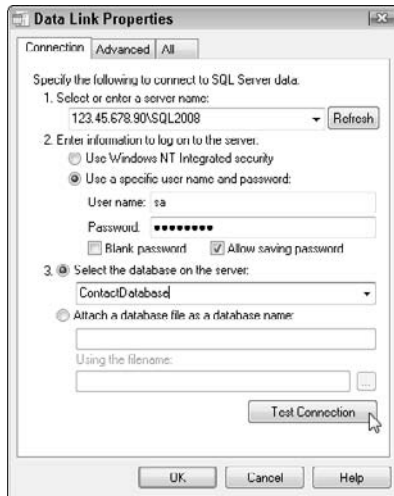 Data Link Properties
Connection Advanced All
Specify the following to connect to SQL Server data:
1. Select or enter a server name:
123.45.678.90\SQL2008 Refresh
2. Enter information to log on to the server:
Use Windows NT Integrated security
Use a specific user name and password:
User name: sa
Password: ●●●●●●●●
Blank password Allow saving password
3. Select the database on the server:
ContactDatabase
Attach a database file as a database name:
Using the filename:
...
Test Connection
OK Cancel Help